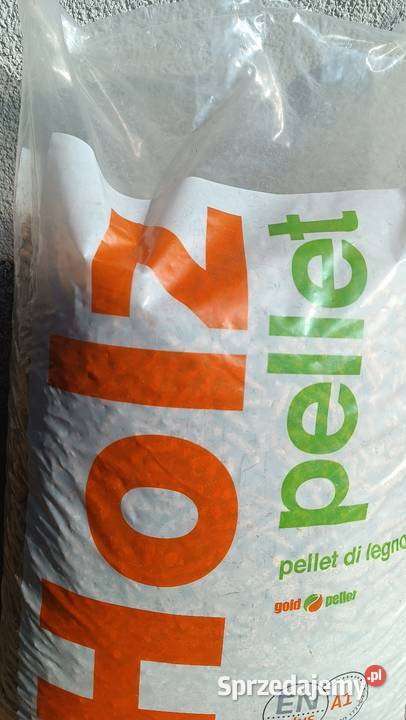 Holz
pellet
pellet di legno
gold pellet
EN
A1
Sprzedajemy.pl